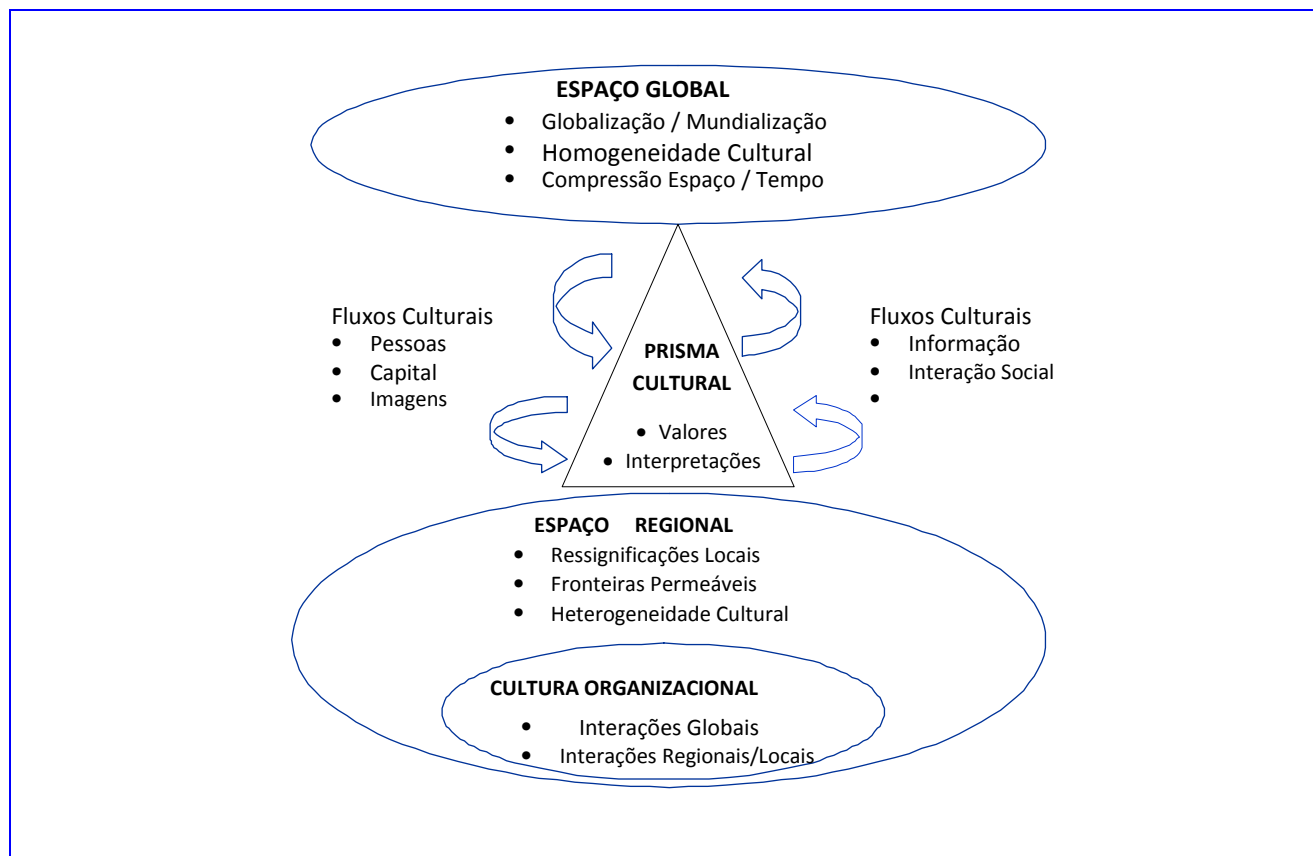 ESPAÇO GLOBAL
• Globalização / Mundialização
• Homogeneidade Cultural
• Compressão Espaço / Tempo
Fluxos Culturais
• Pessoas
• Capital
• Imagens
PRISMA
CULTURAL
• Valores
• Interpretações
Fluxos Culturais
• Informação
• Interação Social
•
ESPAÇO REGIONAL
• Ressignificações Locais
• Fronteiras Permeáveis
• Heterogeneidade Cultural
CULTURA ORGANIZACIONAL
• Interações Globais
• Interações Regionais/Locais